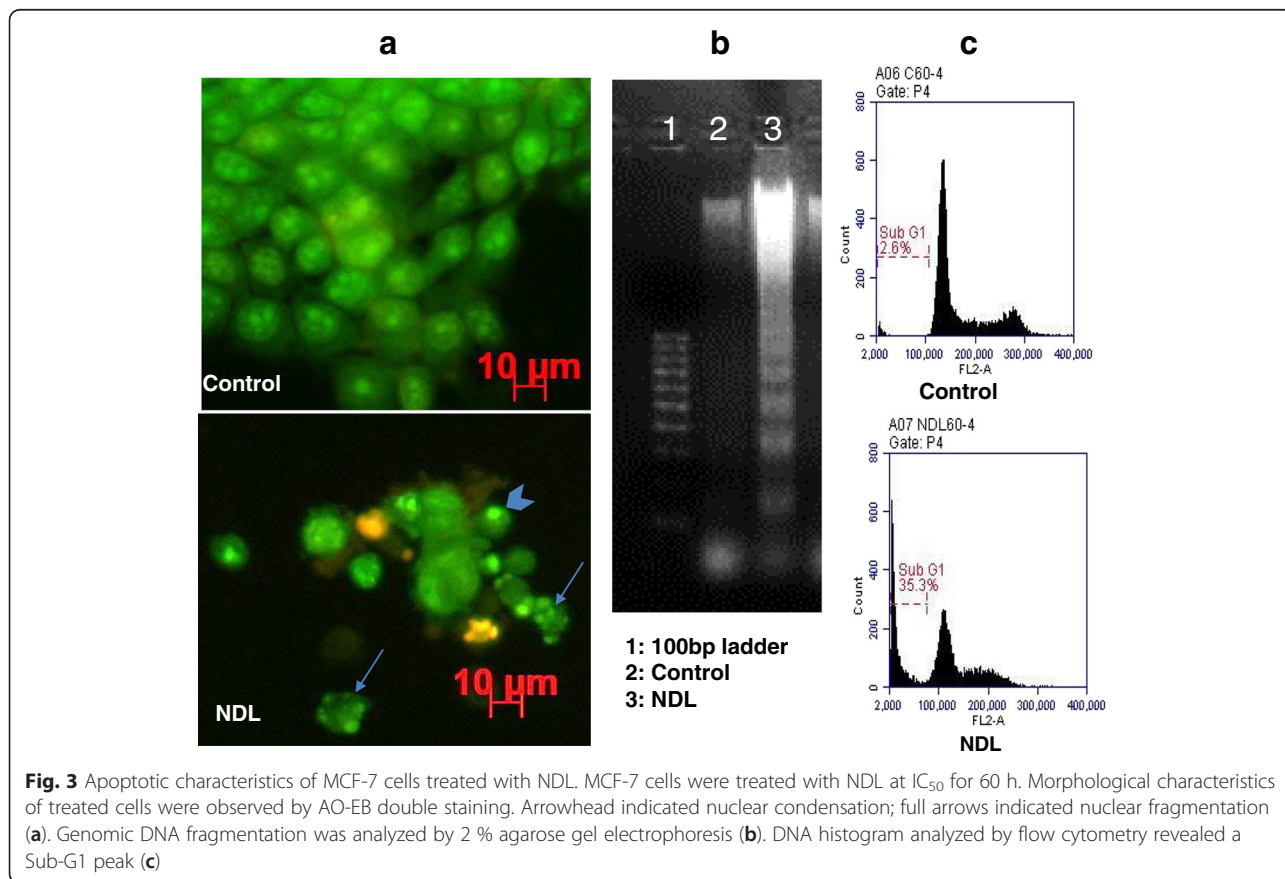 a
b
c
Control
10 µm
NDL
10 µm
1 2 3
1: 100bp ladder
2: Control
3: NDL
A06 C60-4
Gate: P4
800
600
400
200
0
Count
Sub G1
2.6%
2,000 100,000 200,000 300,000 400,000
FL2-A
Control
A07 NDL60-4
Gate: P4
800
600
400
200
0
Count
Sub G1
35.3%
2,000 100,000 200,000 300,000 400,000
FL2-A
NDL
Fig. 3 Apoptotic characteristics of MCF-7 cells treated with NDL. MCF-7 cells were treated with NDL at IC50 for 60 h. Morphological characteristics
of treated cells were observed by AO-EB double staining. Arrowhead indicated nuclear condensation; full arrows indicated nuclear fragmentation
(a). Genomic DNA fragmentation was analyzed by 2 % agarose gel electrophoresis (b). DNA histogram analyzed by flow cytometry revealed a
Sub-G1 peak (c)